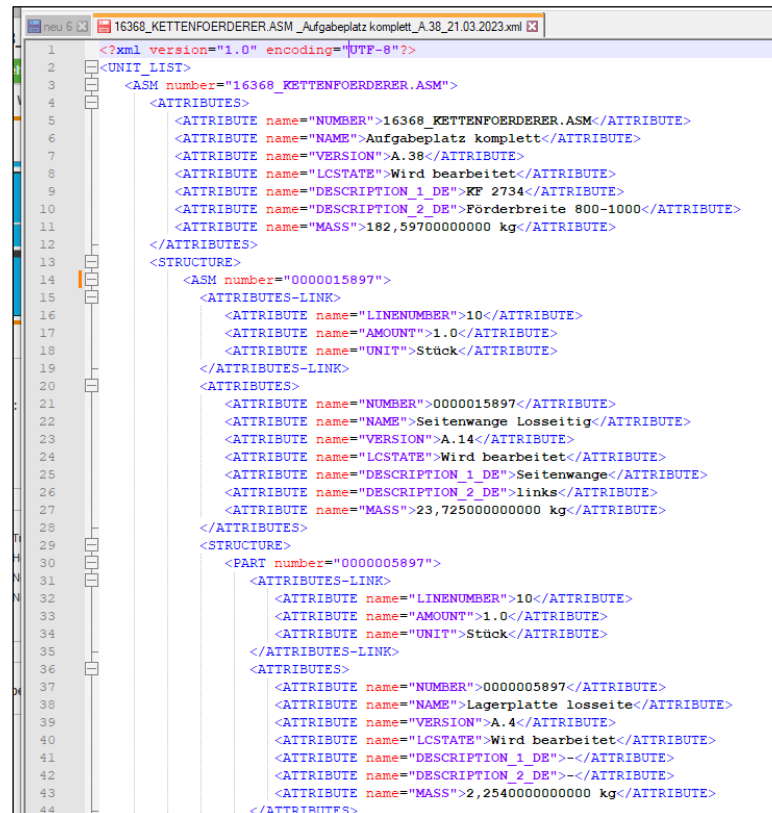 neu 6
16368_KETTENFOERDERER.ASM _Aufgabeplatz komplett_A.38_21.03.2023.xml
1 <?xml version="1.0" encoding="UTF-8"?>
2 <UNIT_LIST>
3 <ASM number="16368_KETTENFOERDERER.ASM">
4 <ATTRIBUTES>
5 <ATTRIBUTE name="NUMBER">16368_KETTENFOERDERER.ASM</ATTRIBUTE>
6 <ATTRIBUTE name="NAME">Aufgabeplatz komplett</ATTRIBUTE>
7 <ATTRIBUTE name="VERSION">A.38</ATTRIBUTE>
8 <ATTRIBUTE name="LCSTATE">Wird bearbeitet</ATTRIBUTE>
9 <ATTRIBUTE name="DESCRIPTION_1_DE">KF 2734</ATTRIBUTE>
10 <ATTRIBUTE name="DESCRIPTION_2_DE">Förderbreite 800-1000</ATTRIBUTE>
11 <ATTRIBUTE name="MASS">182,59700000000 kg</ATTRIBUTE>
12 </ATTRIBUTES>
13 <STRUCTURE>
14 <ASM number="0000015897">
15 <ATTRIBUTES-LINK>
16 <ATTRIBUTE name="LINENUMBER">10</ATTRIBUTE>
17 <ATTRIBUTE name="AMOUNT">1.0</ATTRIBUTE>
18 <ATTRIBUTE name="UNIT">Stück</ATTRIBUTE>
19 </ATTRIBUTES-LINK>
20 <ATTRIBUTES>
21 <ATTRIBUTE name="NUMBER">0000015897</ATTRIBUTE>
22 <ATTRIBUTE name="NAME">Seitenwange Losseitig</ATTRIBUTE>
23 <ATTRIBUTE name="VERSION">A.14</ATTRIBUTE>
24 <ATTRIBUTE name="LCSTATE">Wird bearbeitet</ATTRIBUTE>
25 <ATTRIBUTE name="DESCRIPTION_1_DE">Seitenwange</ATTRIBUTE>
26 <ATTRIBUTE name="DESCRIPTION_2_DE">links</ATTRIBUTE>
27 <ATTRIBUTE name="MASS">23,725000000000 kg</ATTRIBUTE>
28 </ATTRIBUTES>
29 <STRUCTURE>
30 <PART number="0000005897">
31 <ATTRIBUTES-LINK>
32 <ATTRIBUTE name="LINENUMBER">10</ATTRIBUTE>
33 <ATTRIBUTE name="AMOUNT">1.0</ATTRIBUTE>
34 <ATTRIBUTE name="UNIT">Stück</ATTRIBUTE>
35 </ATTRIBUTES-LINK>
36 <ATTRIBUTES>
37 <ATTRIBUTE name="NUMBER">0000005897</ATTRIBUTE>
38 <ATTRIBUTE name="NAME">Lagerplatte losseite</ATTRIBUTE>
39 <ATTRIBUTE name="VERSION">A.4</ATTRIBUTE>
40 <ATTRIBUTE name="LCSTATE">Wird bearbeitet</ATTRIBUTE>
41 <ATTRIBUTE name="DESCRIPTION_1_DE">-</ATTRIBUTE>
42 <ATTRIBUTE name="DESCRIPTION_2_DE">-</ATTRIBUTE>
43 <ATTRIBUTE name="MASS">2,2540000000000 kg</ATTRIBUTE>
44 </ATTRIBUTES>